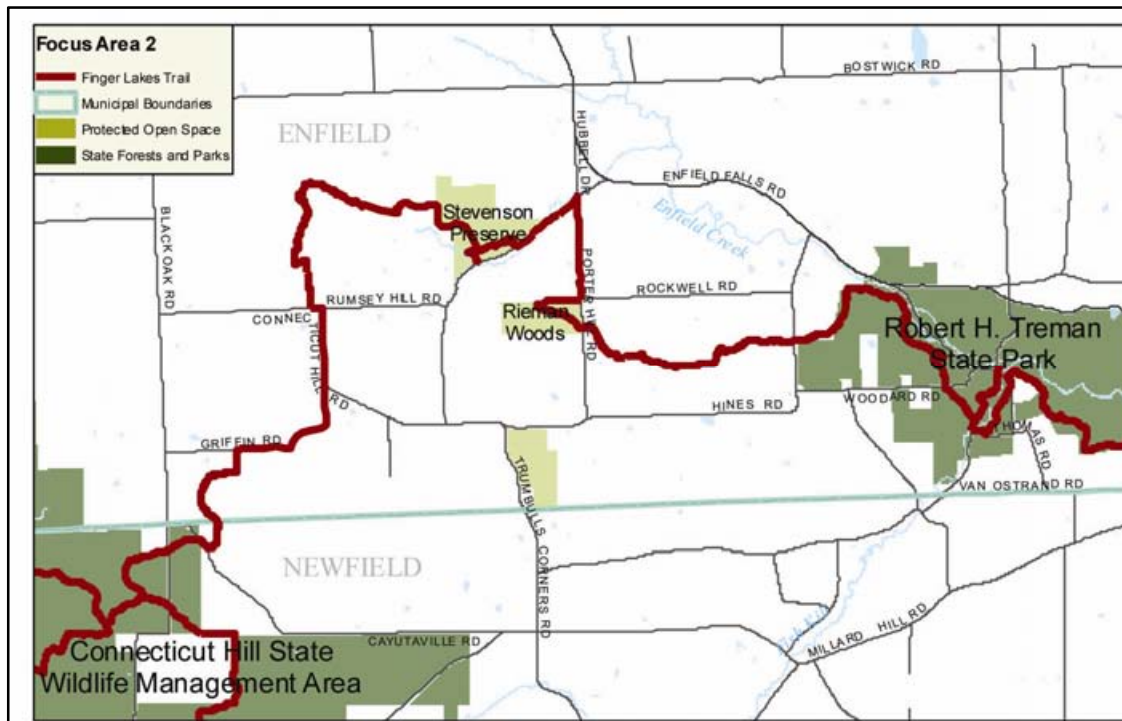 Focus Area 2
Finger Lakes Trail
Municipal Boundaries
Protected Open Space
State Forests and Parks
BOSTWICK RD
ENFIELD
HUBBELL DR
ENFIELD FALLS RD
Stevenson
Preserve
Enfield Creek
BLACK OAK RD
PORTER HILL RD
ROCKWELL RD
RUMSEY HILL RD
CONNECTICUT HILL RD
Rieman
Woods
Robert H. Treman
State Park
WOODARD RD
HINES RD
THOMAS RD
GRIFFIN RD
VAN OSTRAND RD
TRUMBULLS CORNERS RD
NEWFIELD
CAYUTAVILLE RD
MILLARD HILL RD
Connecticut Hill State
Wildlife Management Area